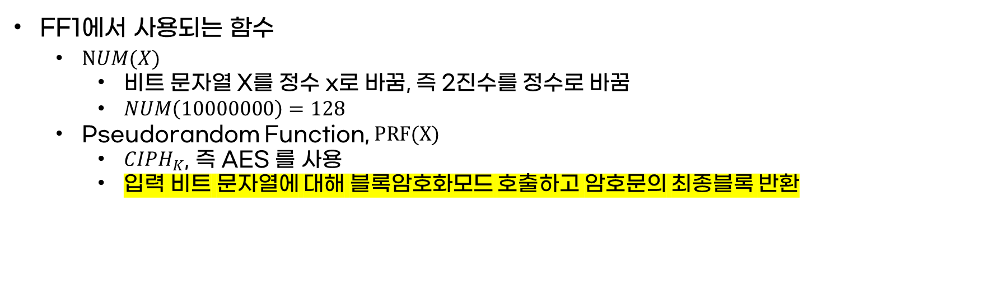 • FF1에서 사용되는 함수
• NUM(X)
• 비트 문자열 X를 정수 x로 바꿈, 즉 2진수를 정수로 바꿈
• NUM(10000000) = 128
• Pseudorandom Function, PRF(X)
• CIPH_K, 즉 AES 를 사용
• 입력 비트 문자열에 대해 블록암호화모드 호출하고 암호문의 최종블록 반환